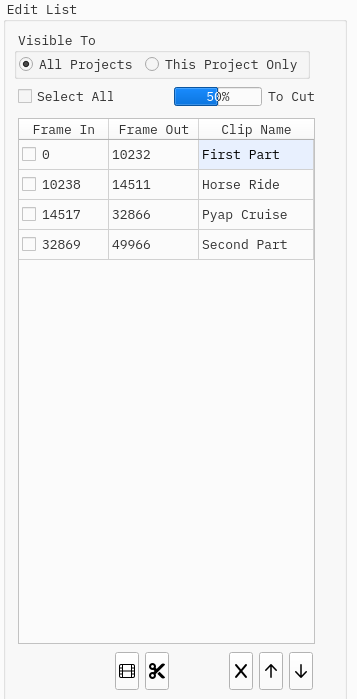 Edit List
Visible To
All Projects This Project Only
Select All 50% To Cut
Frame In Frame Out Clip Name
0 10232 First Part
10238 14511 Horse Ride
14517 32866 Pyap Cruise
32869 49966 Second Part